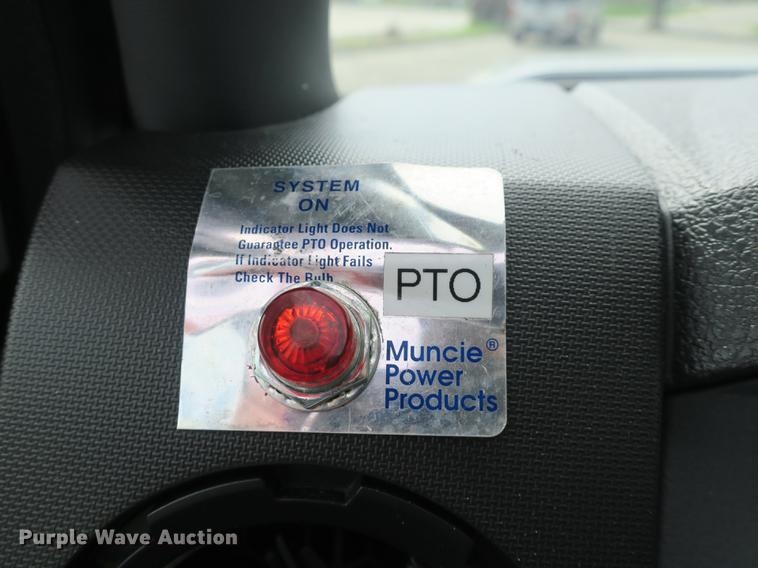 SYSTEM
ON
Indicator Light Does Not
Guarantee PTO Operation.
If Indicator Light Fails
Check The Bulb
PTO
Muncie®
Power
Products
Purple Wave Auction